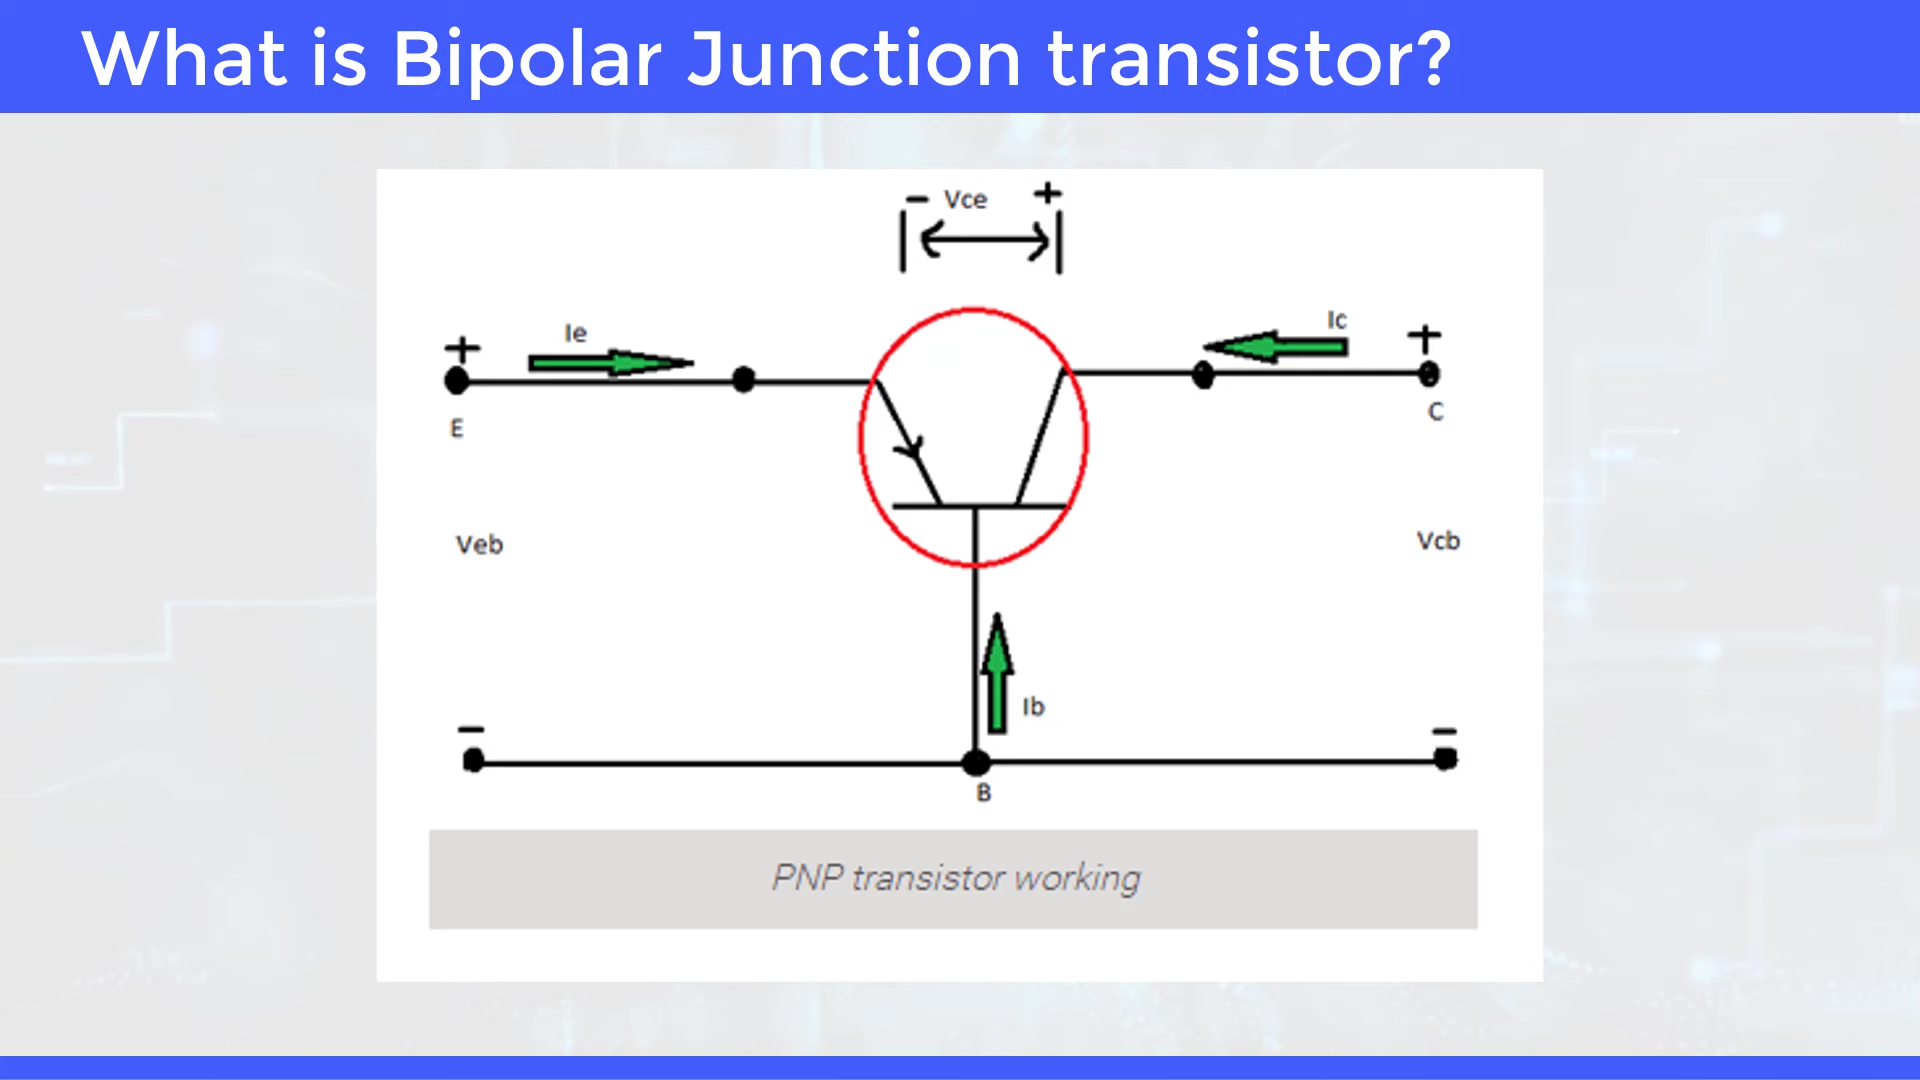 What is Bipolar Junction transistor?
- Vce +
+ Ie
Ic +
E
C
Veb
Vcb
Ib
- -
B
PNP transistor working